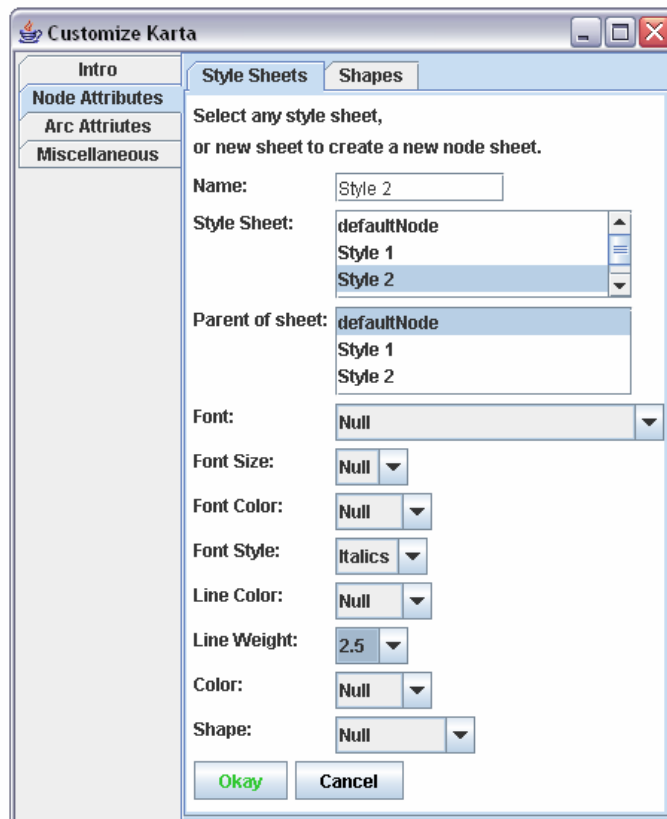 Customize Karta
Intro
Node Attributes
Arc Attriutes
Miscellaneous
Style Sheets
Shapes
Select any style sheet,
or new sheet to create a new node sheet.
Name: Style 2
Style Sheet: defaultNode
Style 1
Style 2
Parent of sheet: defaultNode
Style 1
Style 2
Font: Null
Font Size: Null
Font Color: Null
Font Style: Italics
Line Color: Null
Line Weight: 2.5
Color: Null
Shape: Null
Okay
Cancel